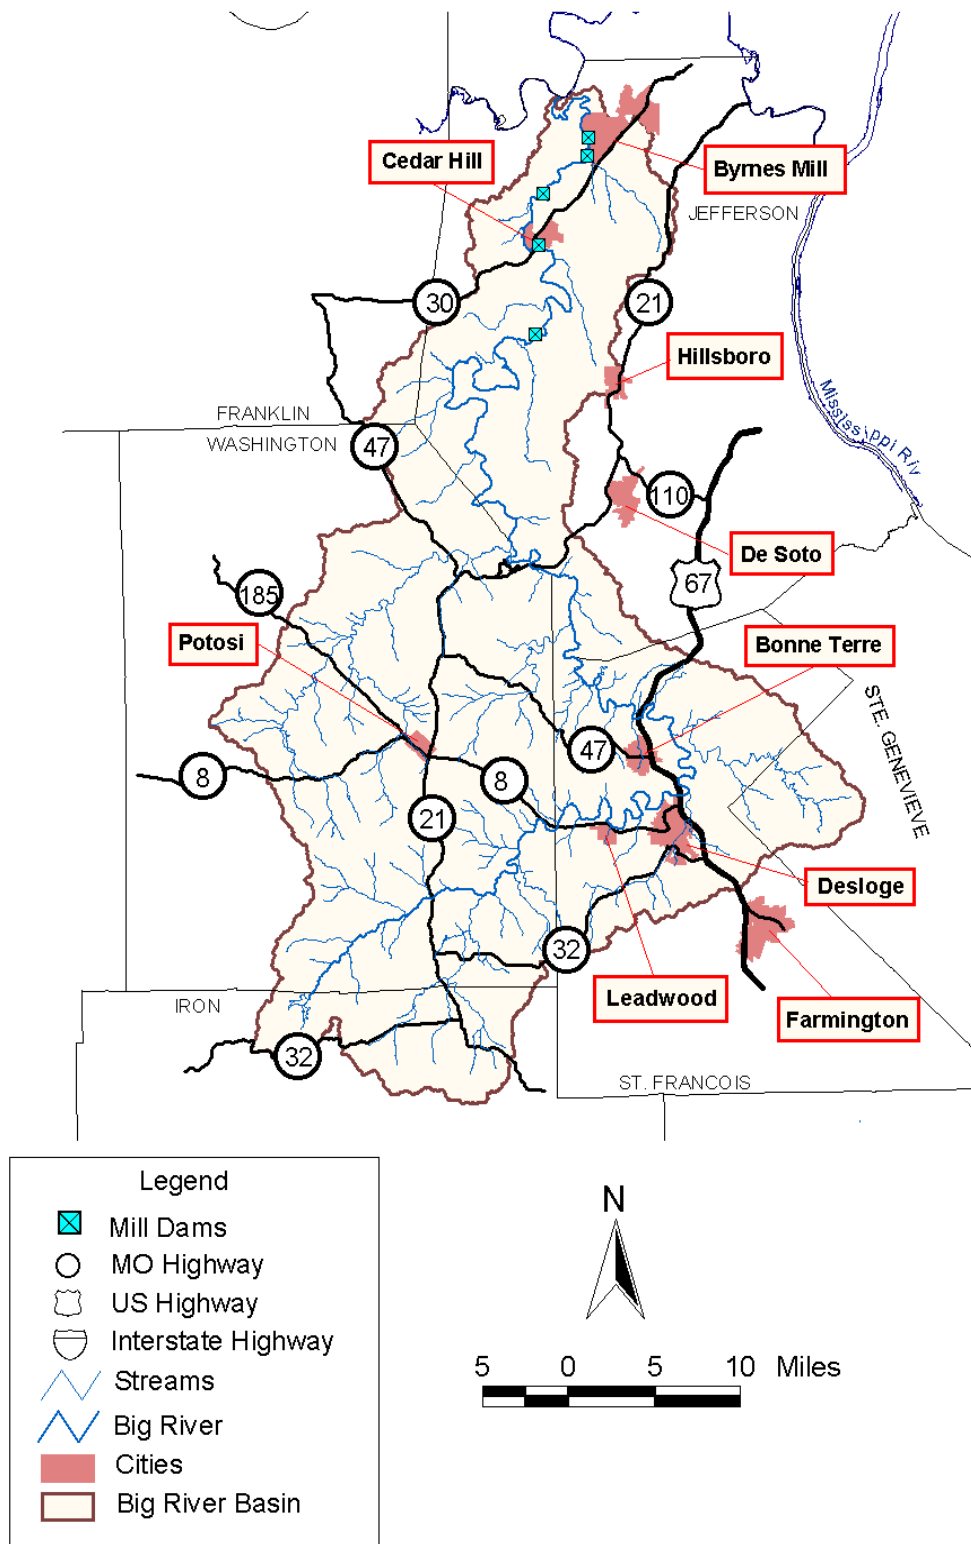 Cedar Hill
Byrnes Mill
JEFFERSON
30
21
Hillsboro
Mississippi Riv
FRANKLIN
WASHINGTON
47
110
De Soto
67
185
Potosi
Bonne Terre
STE. GENEVIEVE
47
8
8
21
Desloge
32
Leadwood
Farmington
IRON
32
ST. FRANCOIS
Legend
Mill Dams
MO Highway
US Highway
Interstate Highway
Streams
Big River
Cities
Big River Basin
N
5 0 5 10 Miles